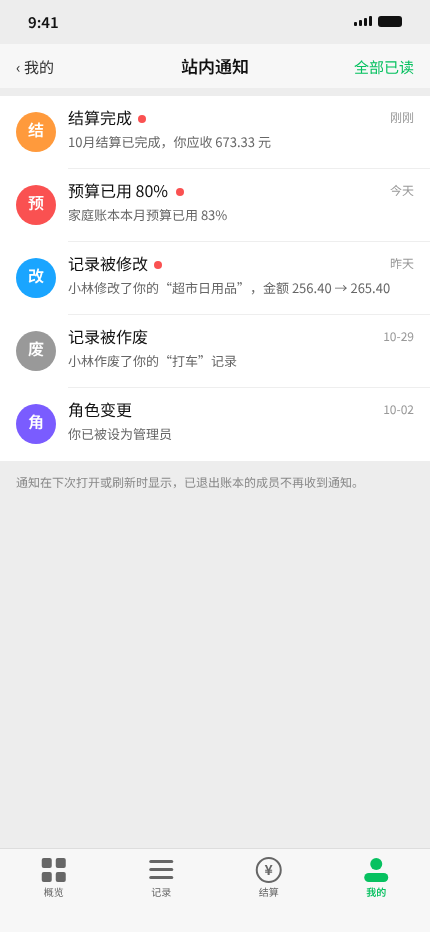 9:41
‹ 我的
站内通知
全部已读
结
结算完成
刚刚
10月结算已完成，你应收 673.33 元
预
预算已用 80%
今天
家庭账本本月预算已用 83%
改
记录被修改
昨天
小林修改了你的“超市日用品”，金额 256.40 → 265.40
废
记录被作废
10-29
小林作废了你的“打车”记录
角
角色变更
10-02
你已被设为管理员
通知在下次打开或刷新时显示，已退出账本的成员不再收到通知。
概览
记录
¥
结算
我的